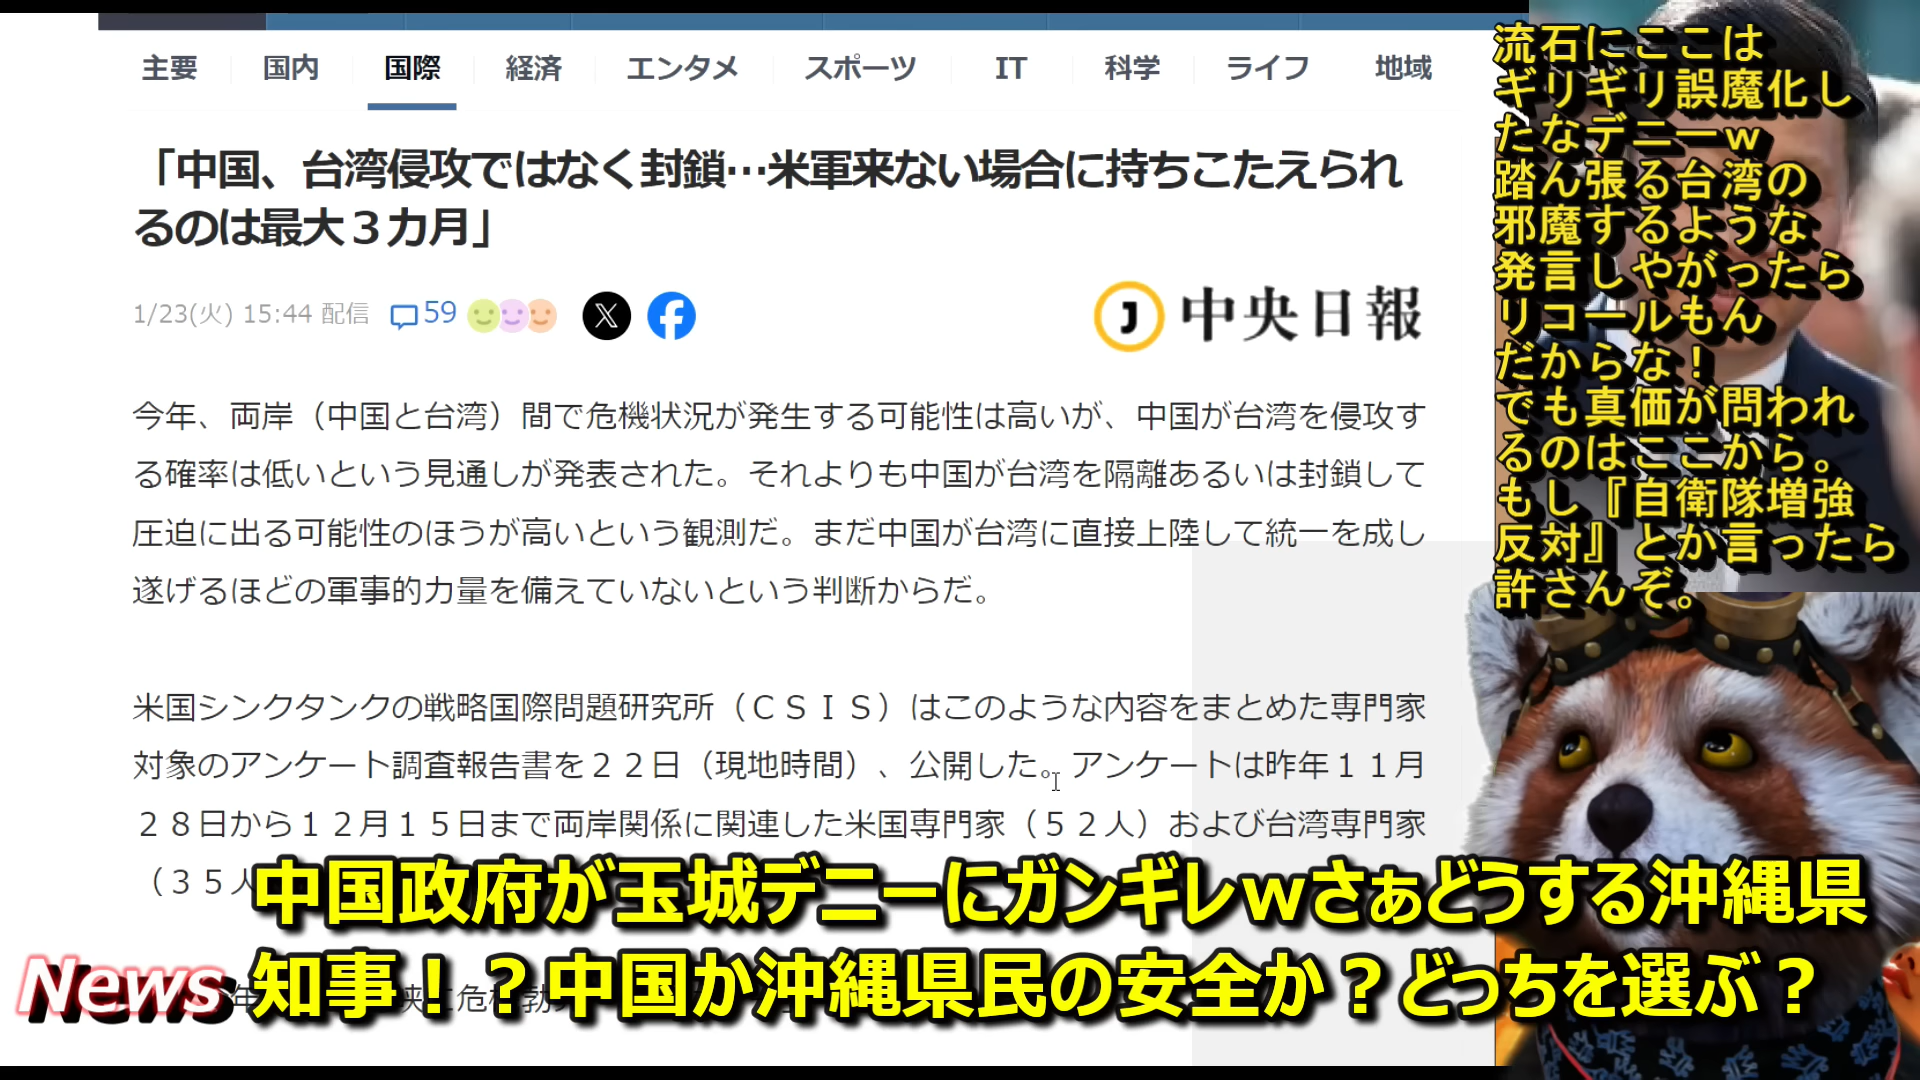 主要 国内 国際 経済 エンタメ スポーツ IT 科学 ライフ 地域
「中国、台湾侵攻ではなく封鎖…米軍来ない場合に持ちこたえられ
るのは最大３カ月」
1/23(火) 15:44 配信 59
J 中央日報
今年、両岸（中国と台湾）間で危機状況が発生する可能性は高いが、中国が台湾を侵攻す
る確率は低いという見通しが発表された。それよりも中国が台湾を隔離あるいは封鎖して
圧迫に出る可能性のほうが高いという観測だ。まだ中国が台湾に直接上陸して統一を成し
遂げるほどの軍事的力量を備えていないという判断からだ。
米国シンクタンクの戦略国際問題研究所（ＣＳＩＳ）はこのような内容をまとめた専門家
対象のアンケート調査報告書を２２日（現地時間）、公開した。アンケートは昨年１１月
２８日から１２月１５日まで両岸関係に関連した米国専門家（５２人）および台湾専門家
（３５人
流石にここは
ギリギリ誤魔化し
たなデニーｗ
踏ん張る台湾の
邪魔するような
発言しやがったら
リコールもん
だからな！
でも真価が問われ
るのはここから。
もし『自衛隊増強
反対』とか言ったら
許さんぞ。
中国政府が玉城デニーにガンギレｗさぁどうする沖縄県
知事！？中国か沖縄県民の安全か？どっちを選ぶ？
News